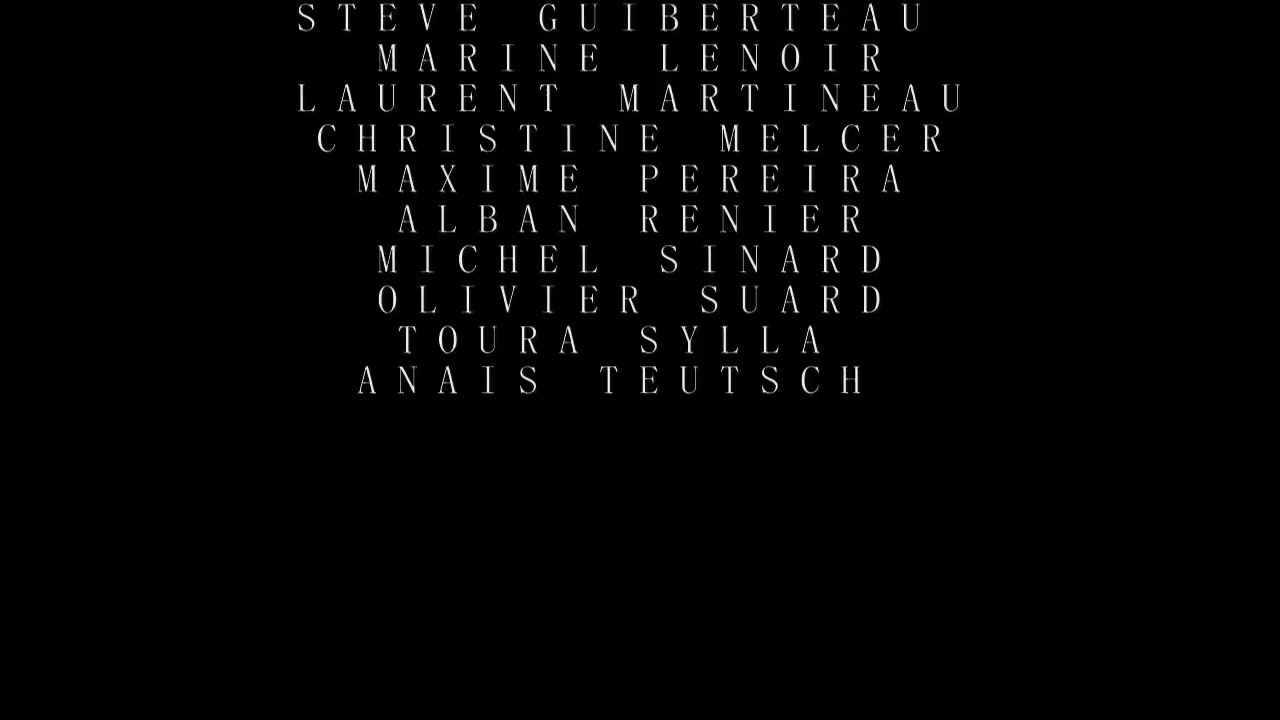 STEVE GUIBERTEAU
MARINE LENOIR
LAURENT MARTINEAU
CHRISTINE MELCER
MAXIME PEREIRA
ALBAN RENIER
MICHEL SINARD
OLIVIER SUARD
TOURA SYLLA
ANAIS TEUTSCH